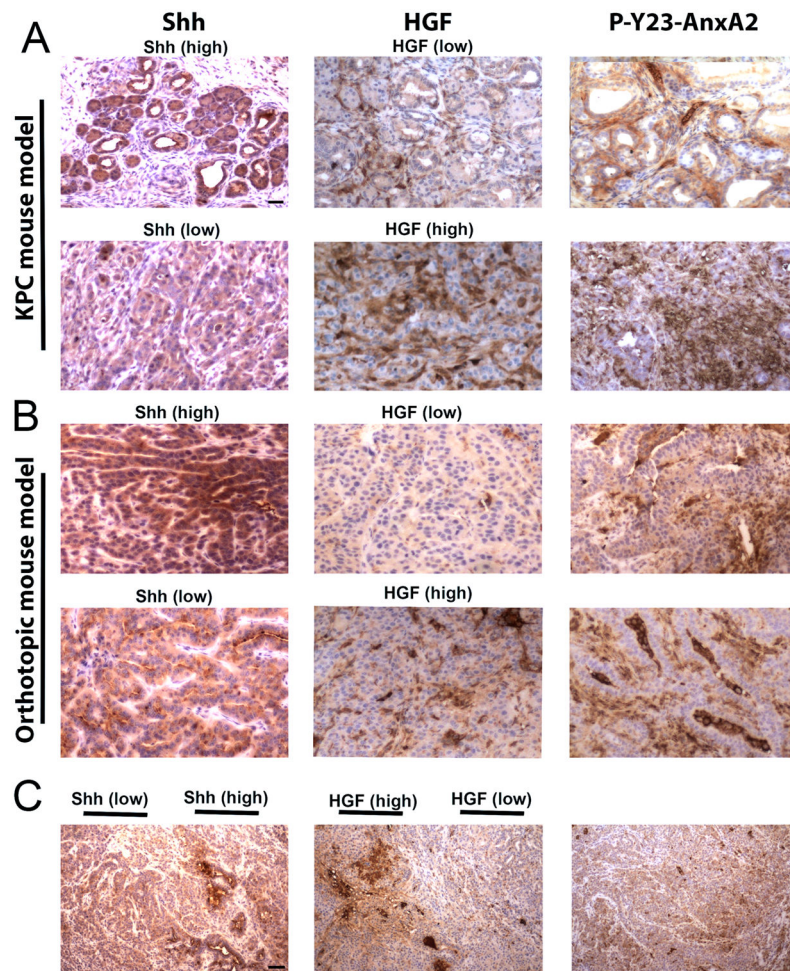 Shh HGF P-Y23-AnxA2
A
Shh (high) HGF (low)
KPC mouse model
Shh (low) HGF (high)
B
Shh (high) HGF (low)
Orthotopic mouse model
Shh (low) HGF (high)
C
Shh (low) Shh (high) HGF (high) HGF (low)